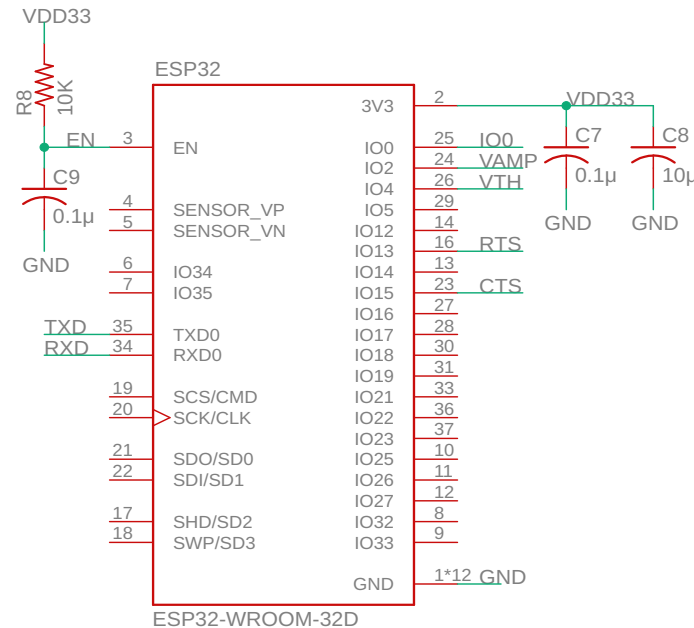 VDD33
R8
10K
EN
C9
0.1µ
GND
TXD
RXD
ESP32
3 EN
4 SENSOR_VP
5 SENSOR_VN
6 IO34
7 IO35
35 TXD0
34 RXD0
19 SCS/CMD
20 SCK/CLK
21 SDO/SD0
22 SDI/SD1
17 SHD/SD2
18 SWP/SD3
3V3 2 VDD33
IO0 25 IO0
IO2 24 VAMP
IO4 26 VTH
IO5 29
IO12 14
IO13 16 RTS
IO14 13
IO15 23 CTS
IO16 27
IO17 28
IO18 30
IO19 31
IO21 33
IO22 36
IO23 37
IO25 10
IO26 11
IO27 12
IO32 8
IO33 9
GND 1*12 GND
C7
0.1µ
GND
C8
10µ
GND
ESP32-WROOM-32D